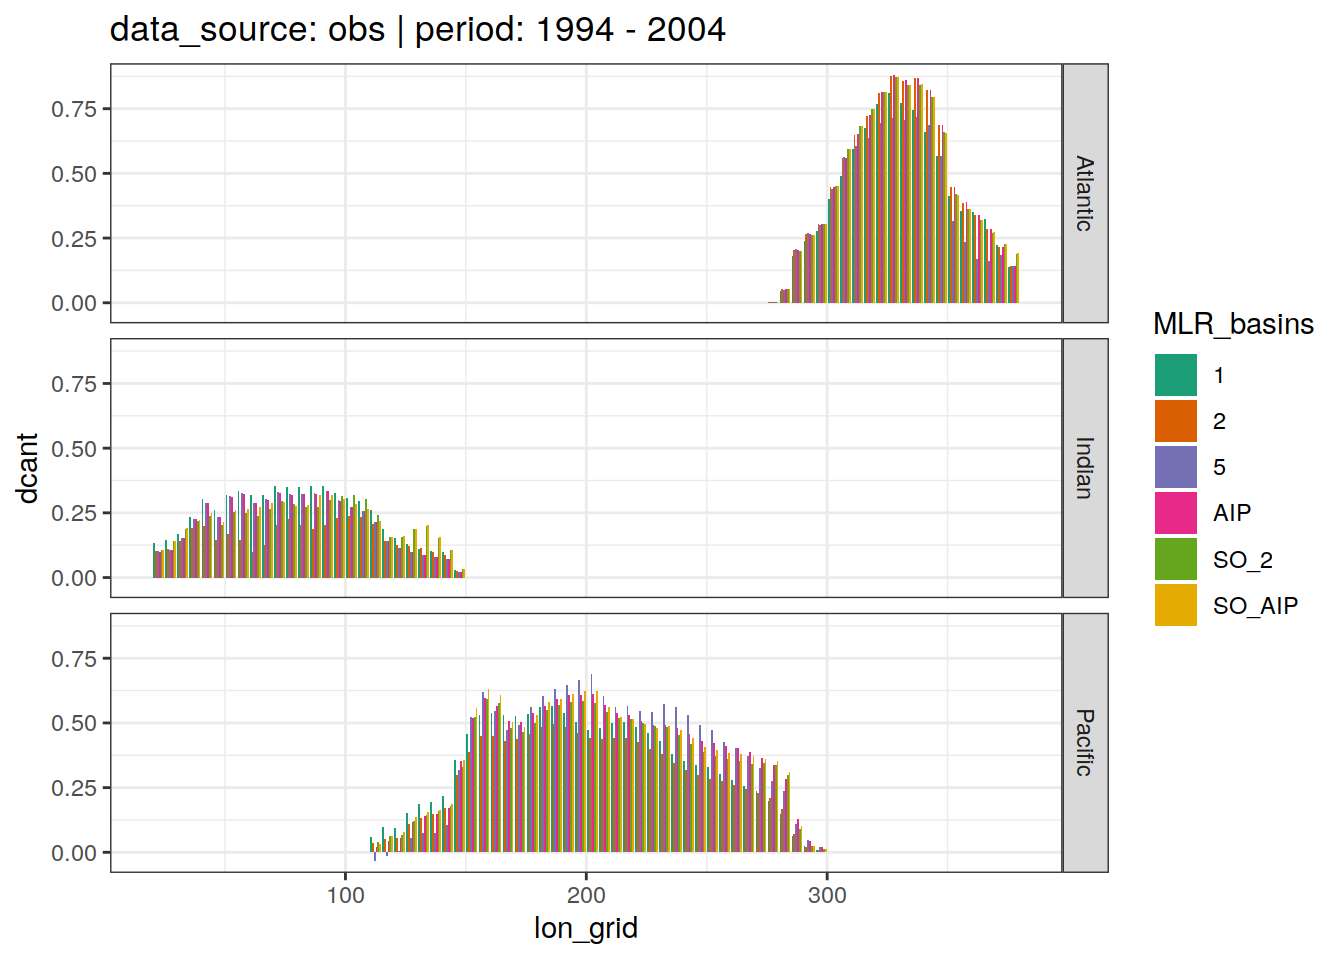 data_source: obs | period: 1994 - 2004
0.75
0.50
0.25
0.00
Atlantic
0.75
0.50
0.25
0.00
Indian
0.75
0.50
0.25
0.00
Pacific
100
200
300
lon_grid
dcant
MLR_basins
1
2
5
AIP
SO_2
SO_AIP